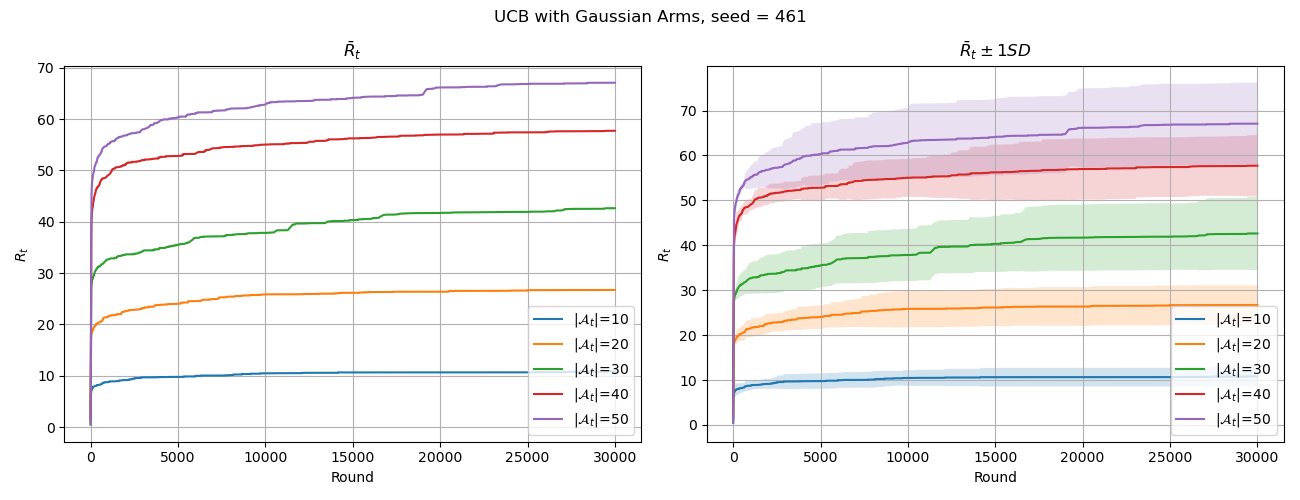 UCB with Gaussian Arms, seed = 461
R̄_t
R_t
70
60
50
40
30
20
10
0
0 5000 10000 15000 20000 25000 30000
Round
|𝒜_t|=10
|𝒜_t|=20
|𝒜_t|=30
|𝒜_t|=40
|𝒜_t|=50
R̄_t ± 1SD
R_t
70
60
50
40
30
20
10
0
0 5000 10000 15000 20000 25000 30000
Round
|𝒜_t|=10
|𝒜_t|=20
|𝒜_t|=30
|𝒜_t|=40
|𝒜_t|=50